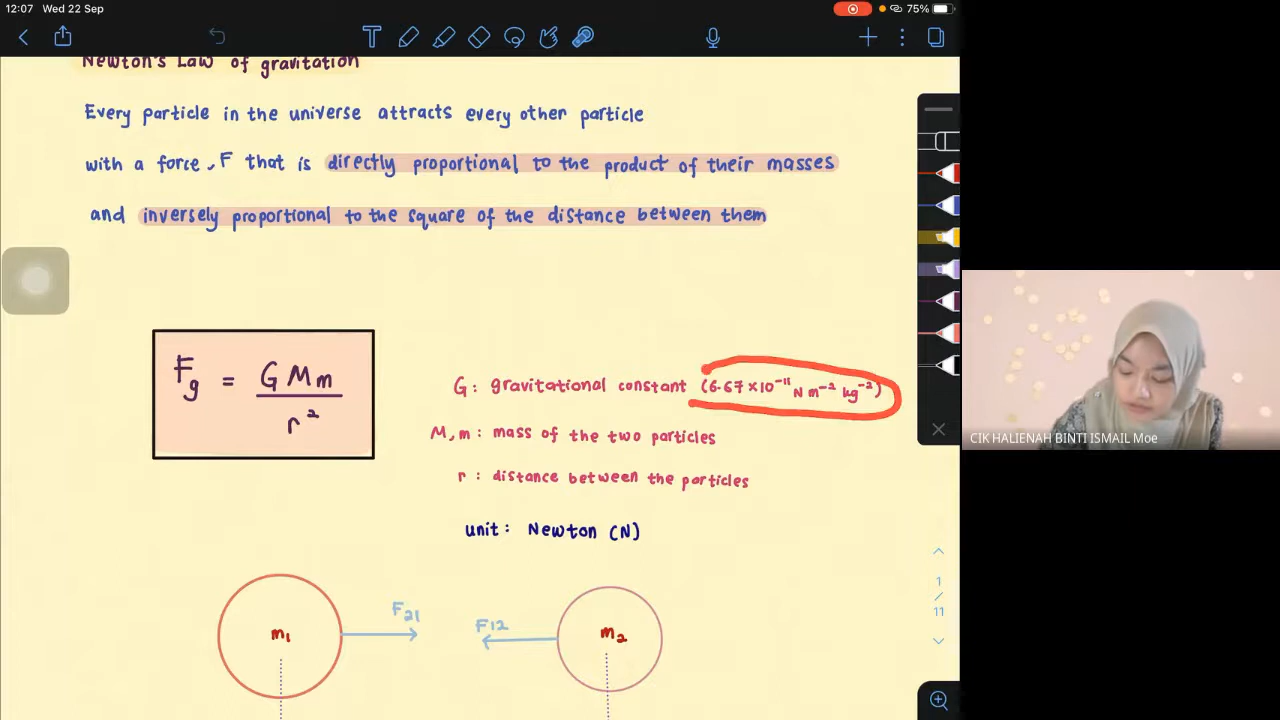 12:07 Wed 22 Sep
75%
Newton's Law of gravitation
Every particle in the universe attracts every other particle
with a force, F that is directly proportional to the product of their masses
and inversely proportional to the square of the distance between them
Fg = GMm / r²
G: gravitational constant (6.67 × 10⁻¹¹ N m⁻² kg⁻²)
M, m: mass of the two particles
r: distance between the particles
unit: Newton (N)
F21
F12
m1
m2
1
/
11
CIK HALIENAH BINTI ISMAIL Moe